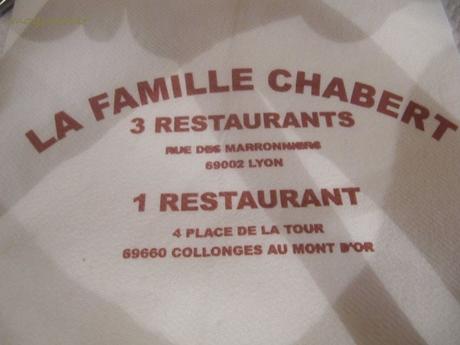 LA FAMILLE CHABERT
3 RESTAURANTS
RUE DES MARRONNIERS
69002 LYON
1 RESTAURANT
4 PLACE DE LA TOUR
69660 COLLONGES AU MONT D'OR